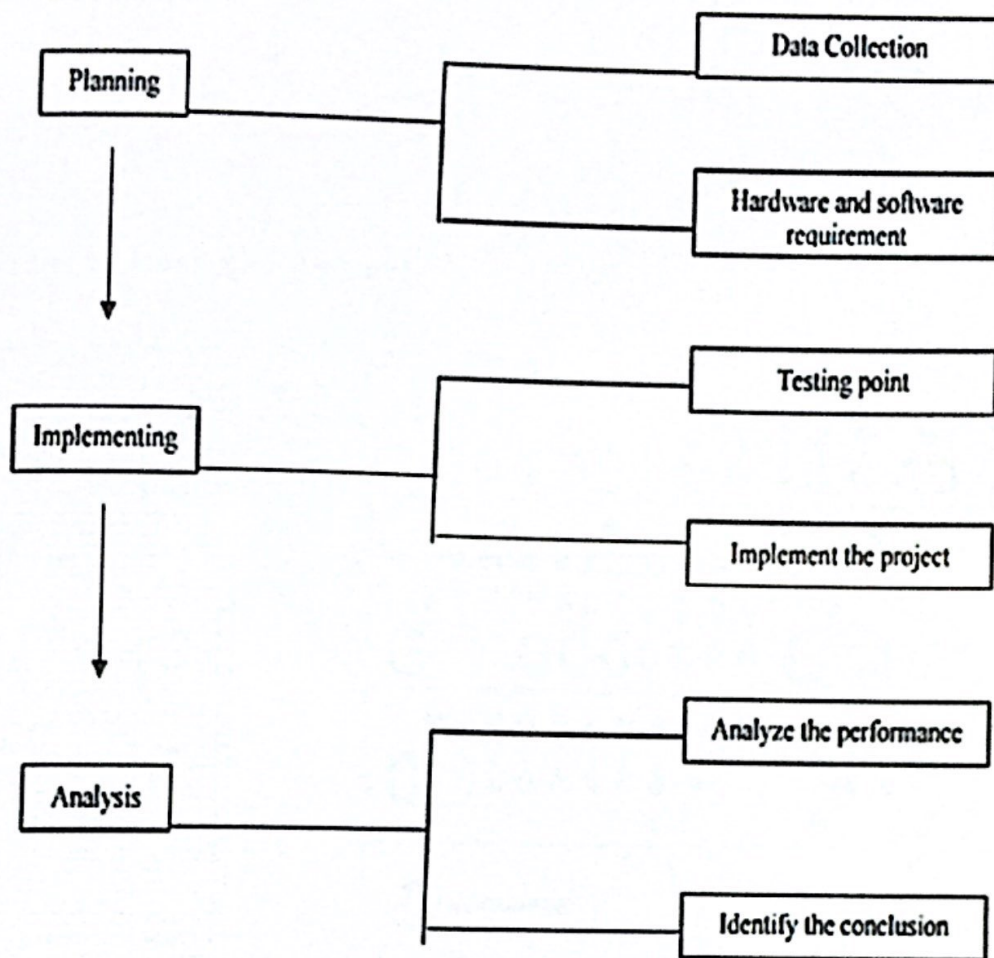 Planning
Data Collection
Hardware and software
requirement
Implementing
Testing point
Implement the project
Analysis
Analyze the performance
Identify the conclusion